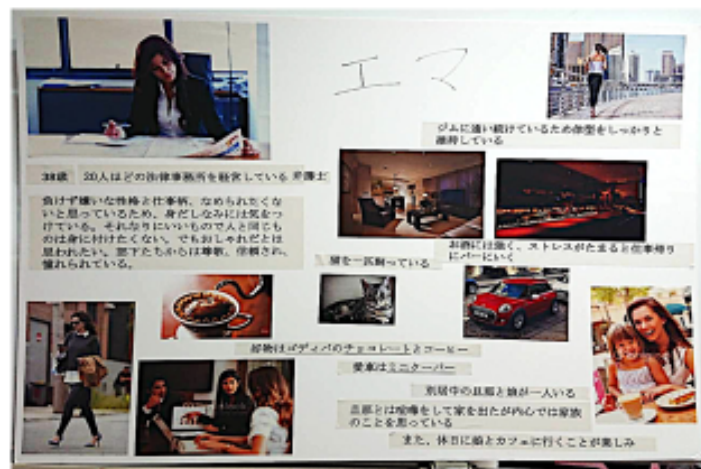 エマ
ジムに通い続けているため体型をしっかりと
維持している
38歳 20人ほどの法律事務所を経営している 弁護士
負けず嫌いな性格と仕事柄、なめられたくな
いと思っているため、身だしなみには気をつ
けている。それなりにいいもので人と同じもの
は身に付けたくない。でもおしゃれだとは
思われたい。部下たちからは尊敬、信頼され、
憧れられている。
お酒には強く、ストレスがたまると仕事帰り
にバーにいく
猫を一匹飼っている
好物はゴディバのチョコレートとコーヒー
愛車はミニクーパー
別居中の旦那と娘が一人いる
旦那とは喧嘩をして家を出たが内心では家族
のことを思っている
また、休日に娘とカフェに行くことが楽しみ